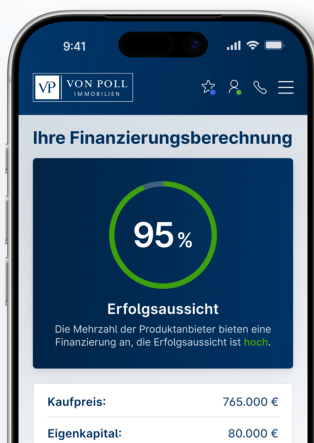 9:41
VP VON POLL
IMMOBILIEN
Ihre Finanzierungsberechnung
95%
Erfolgsaussicht
Die Mehrzahl der Produktanbieter bieten eine
Finanzierung an, die Erfolgsaussicht ist hoch.
Kaufpreis: 765.000 €
Eigenkapital: 80.000 €